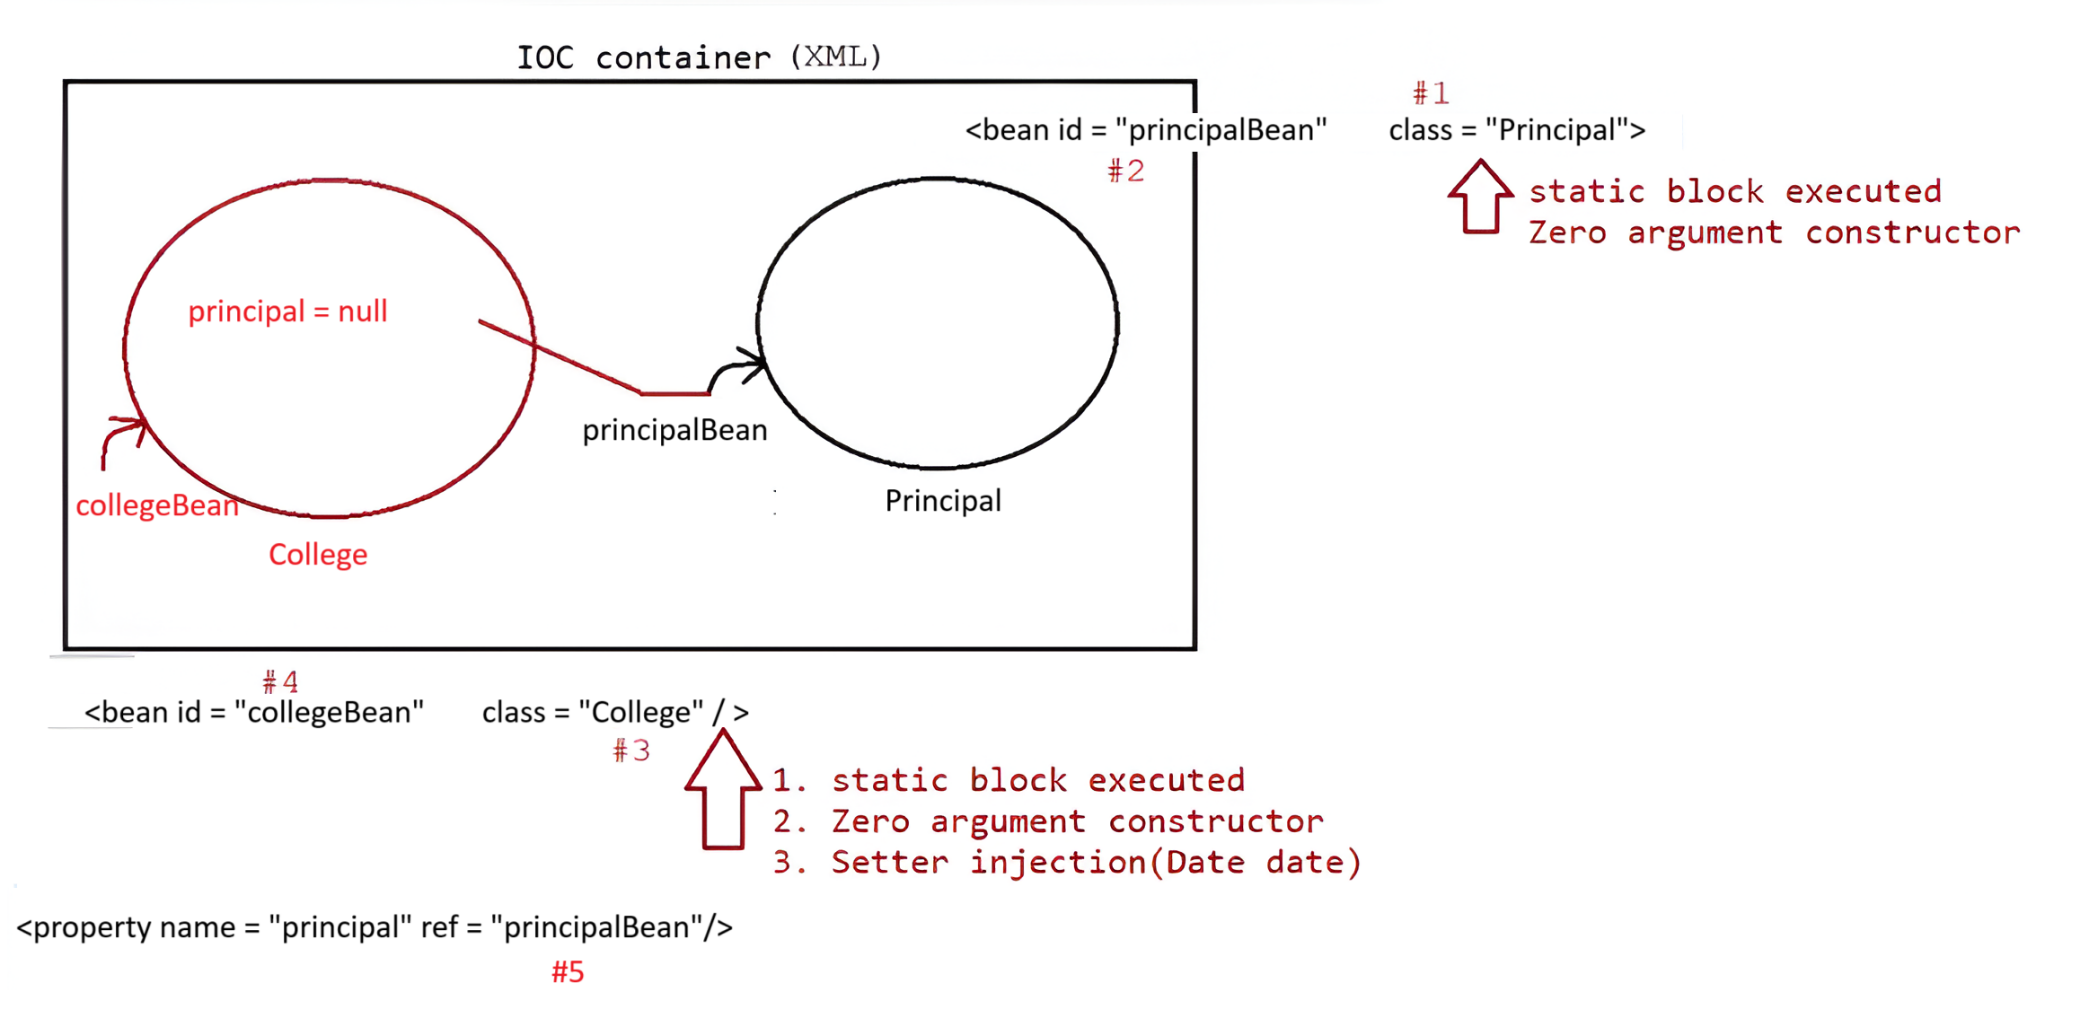 IOC container (XML)
#1
<bean id = "principalBean" class = "Principal">
#2
static block executed
Zero argument constructor
principal = null
principalBean
collegeBean
Principal
College
#4
<bean id = "collegeBean" class = "College" / >
#3
1. static block executed
2. Zero argument constructor
3. Setter injection(Date date)
<property name = "principal" ref = "principalBean"/>
#5